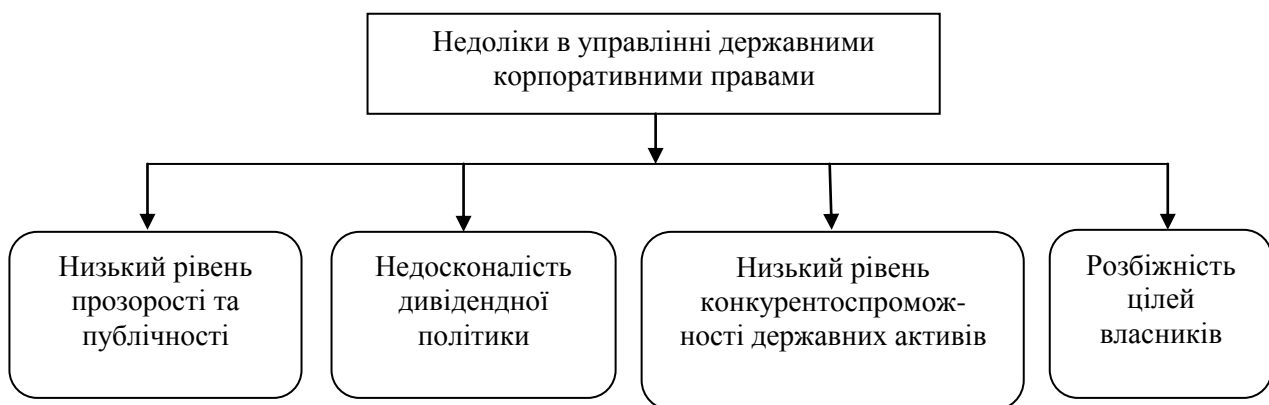 Недоліки в управлінні державними
корпоративними правами
Низький рівень
прозорості та
публічності
Недосконалість
дивідендної
політики
Низький рівень
конкурентоспромож-
ності державних активів
Розбіжність
цілей
власників